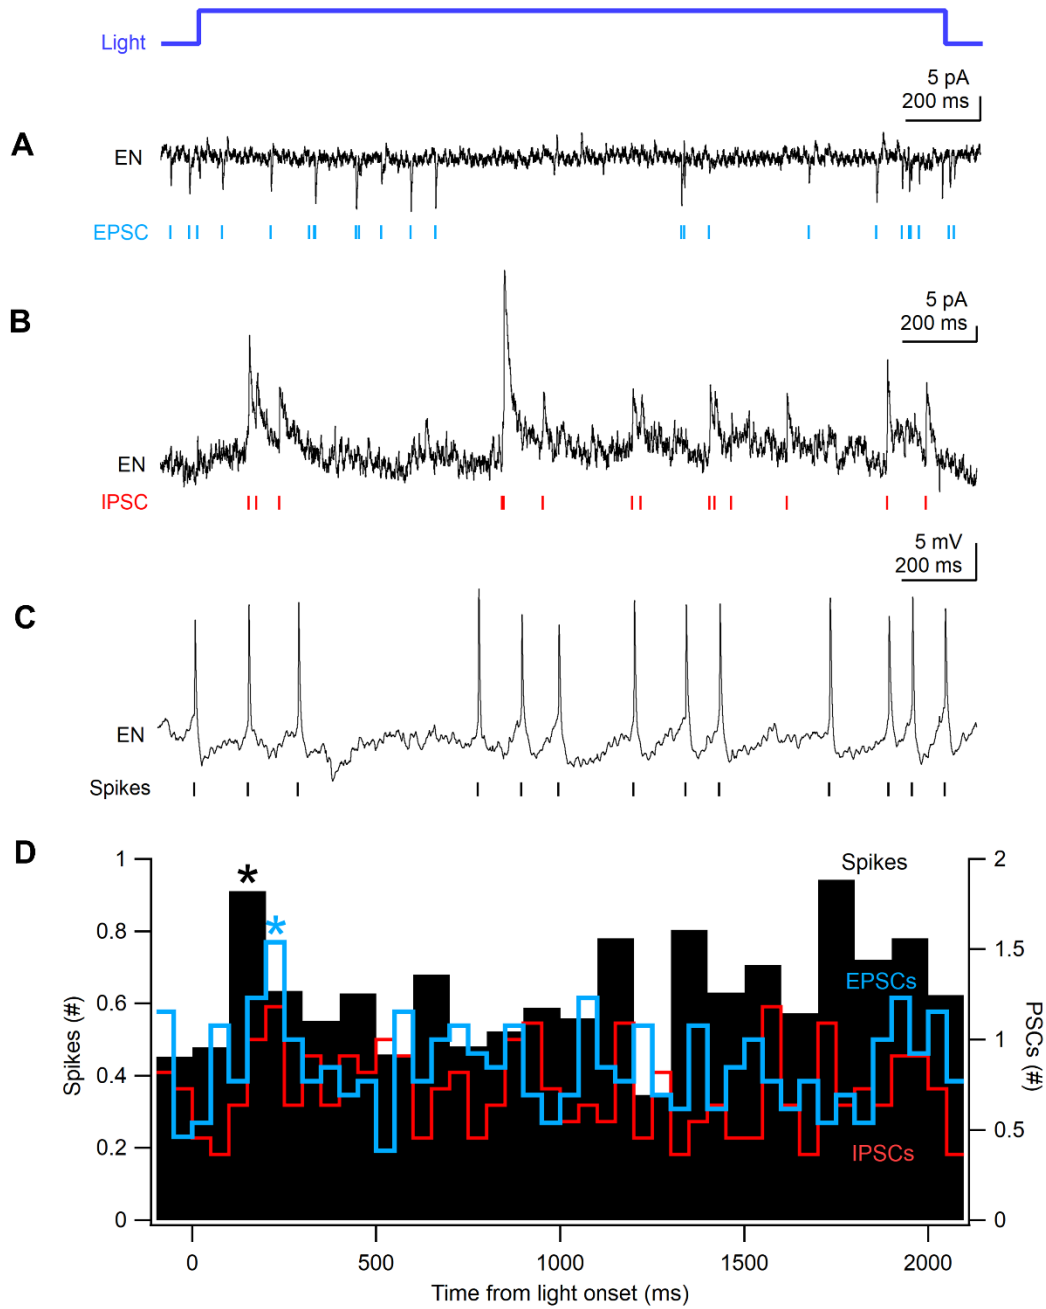 Light
5 pA
200 ms
A
EN
EPSC
5 pA
200 ms
B
EN
IPSC
5 mV
200 ms
C
EN
Spikes
D
1
0.8
0.6
0.4
0.2
0
Spikes (#)
*
*
Spikes
EPSCs
IPSCs
2
1.5
1
0.5
0
PSCs (#)
0 500 1000 1500 2000
Time from light onset (ms)